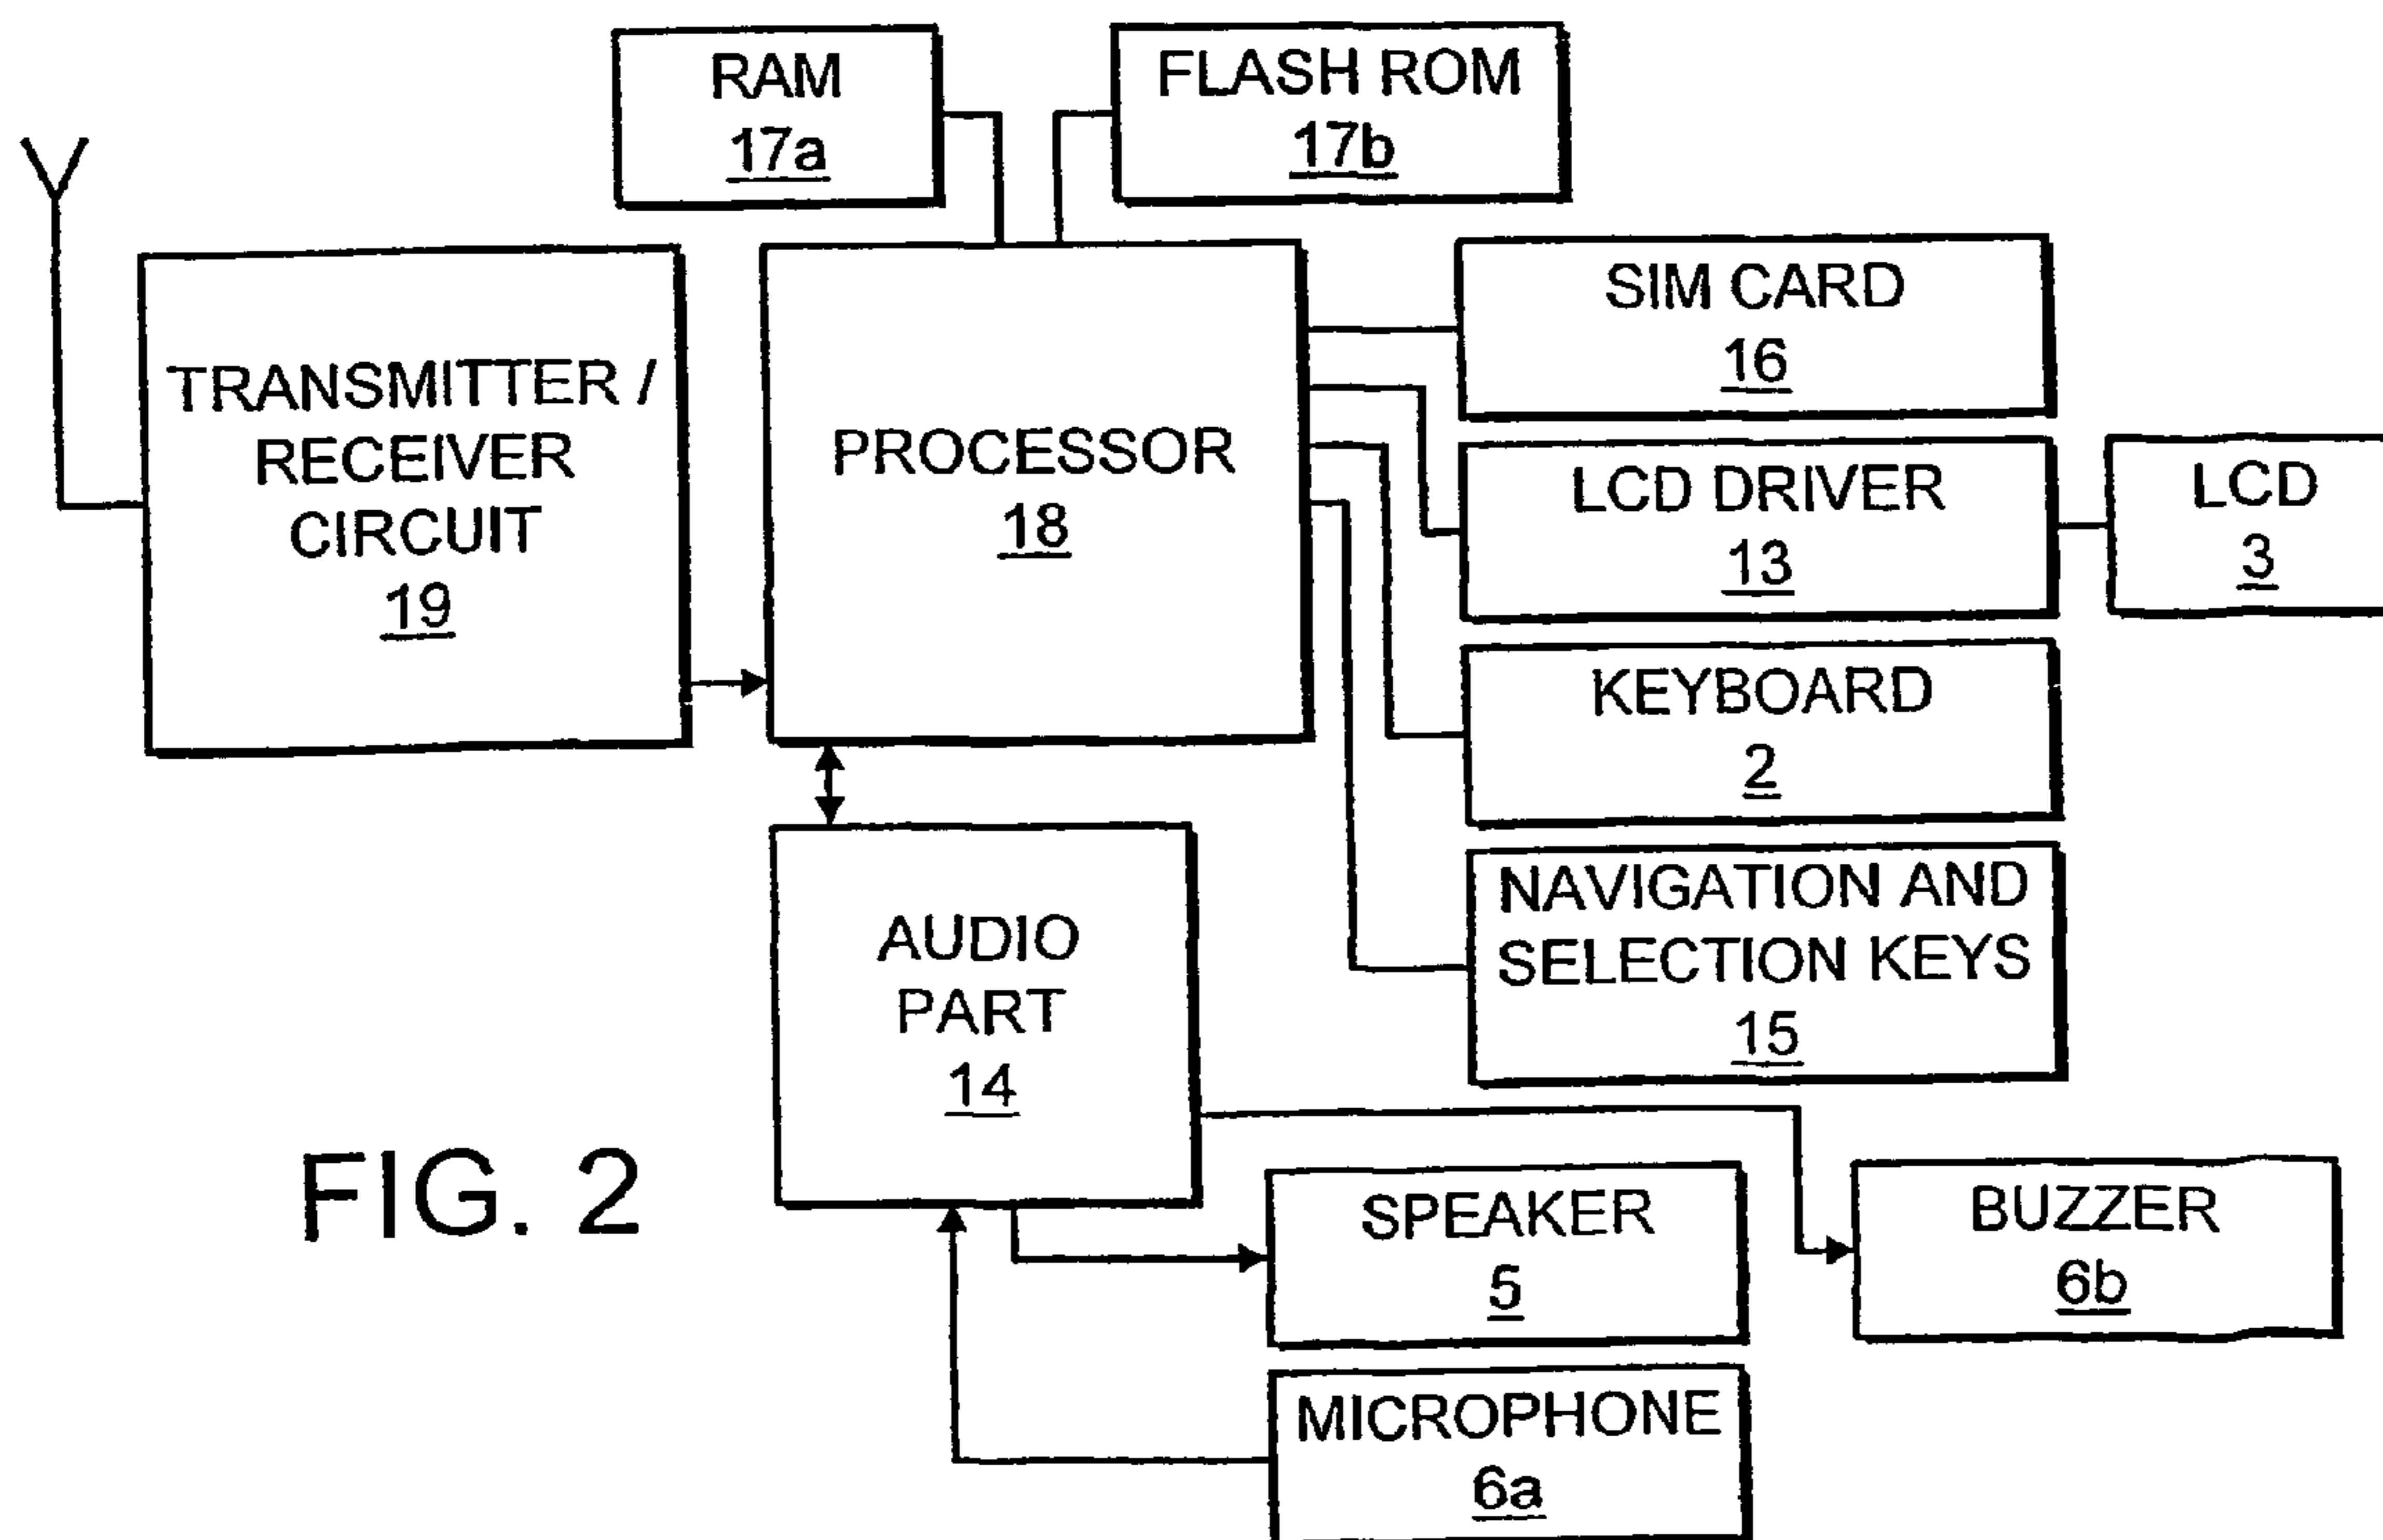 RAM
17a
FLASH ROM
17b
TRANSMITTER /
RECEIVER
CIRCUIT
19
PROCESSOR
18
SIM CARD
16
LCD DRIVER
13
LCD
3
KEYBOARD
2
NAVIGATION AND
SELECTION KEYS
15
AUDIO
PART
14
SPEAKER
5
BUZZER
6b
MICROPHONE
6a
FIG. 2